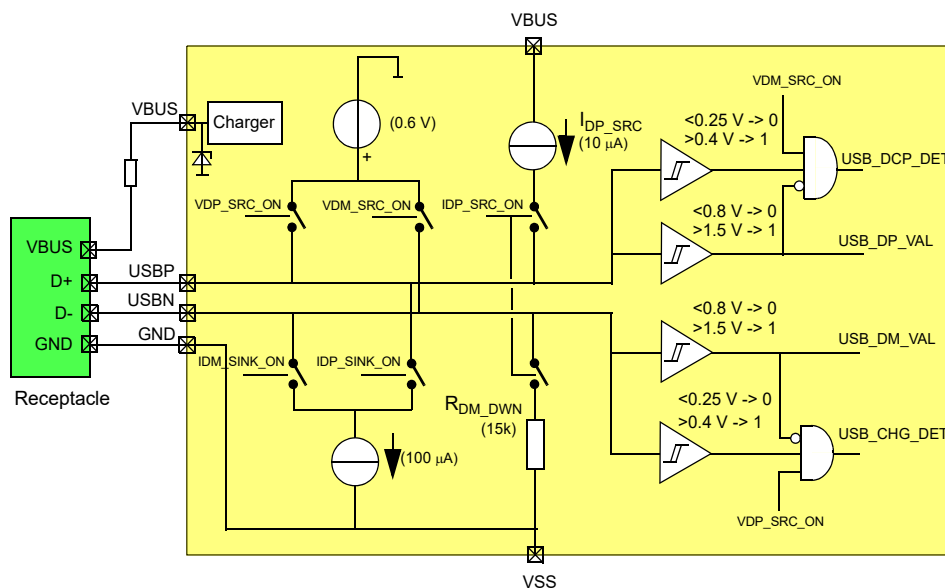 VBUS
VBUS
Charger
(0.6 V)
+
I_DP_SRC
(10 µA)
VDM_SRC_ON
<0.25 V -> 0
>0.4 V -> 1
USB_DCP_DET
VDP_SRC_ON
VDM_SRC_ON
IDP_SRC_ON
<0.8 V -> 0
>1.5 V -> 1
USB_DP_VAL
VBUS
D+
D-
GND
USBP
USBN
GND
Receptacle
IDM_SINK_ON
IDP_SINK_ON
R_DM_DWN
(15k)
(100 µA)
<0.8 V -> 0
>1.5 V -> 1
USB_DM_VAL
<0.25 V -> 0
>0.4 V -> 1
USB_CHG_DET
VDP_SRC_ON
VSS